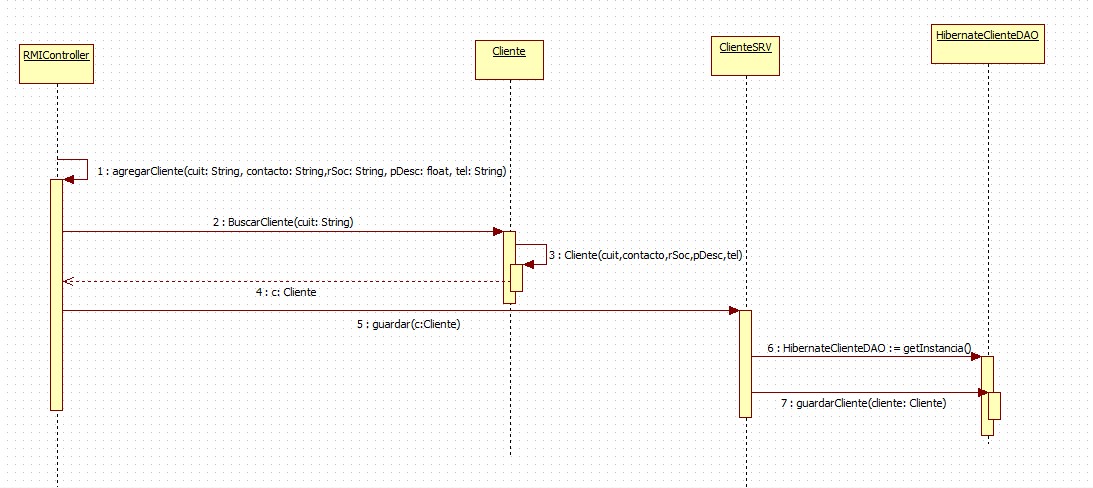 RMIController
Cliente
ClienteSRV
HibernateClienteDAO
1 : agregarCliente(cuit: String, contacto: String,rSoc: String, pDesc: float, tel: String)
2 : BuscarCliente(cuit: String)
3 : Cliente(cuit,contacto,rSoc,pDesc,tel)
4 : c: Cliente
5 : guardar(c:Cliente)
6 : HibernateClienteDAO := getInstancia()
7 : guardarCliente(cliente: Cliente)